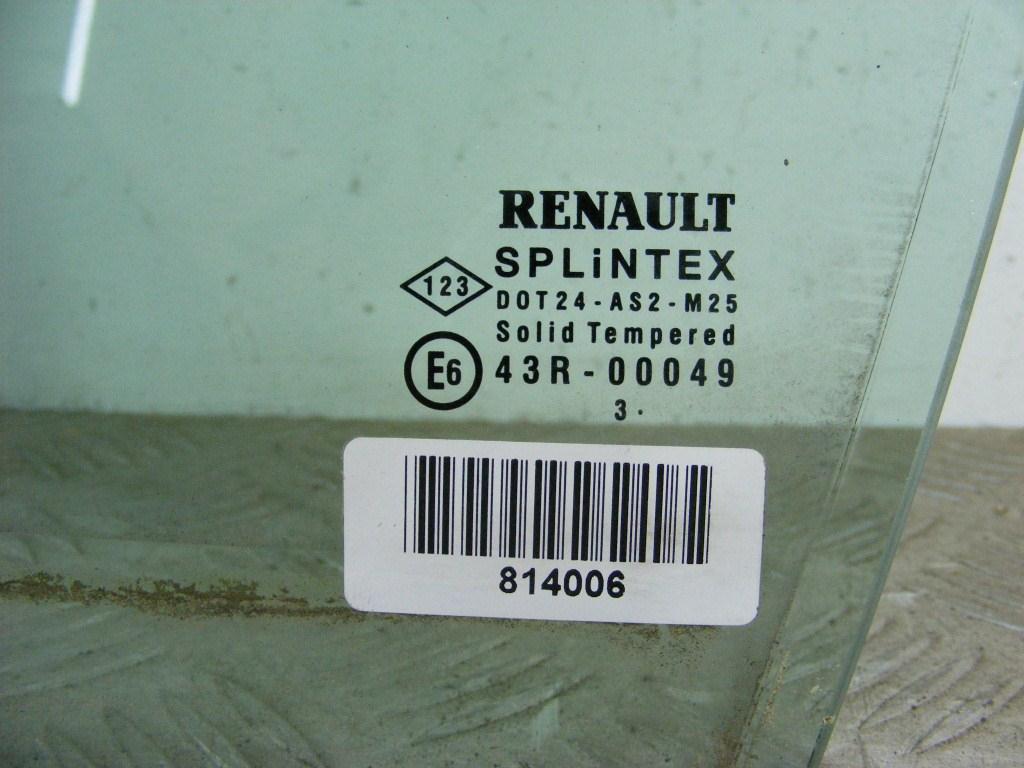 RENAULT
SPLiNTEX
123
DOT24-AS2-M25
Solid Tempered
E6 43R-00049
3 .
814006